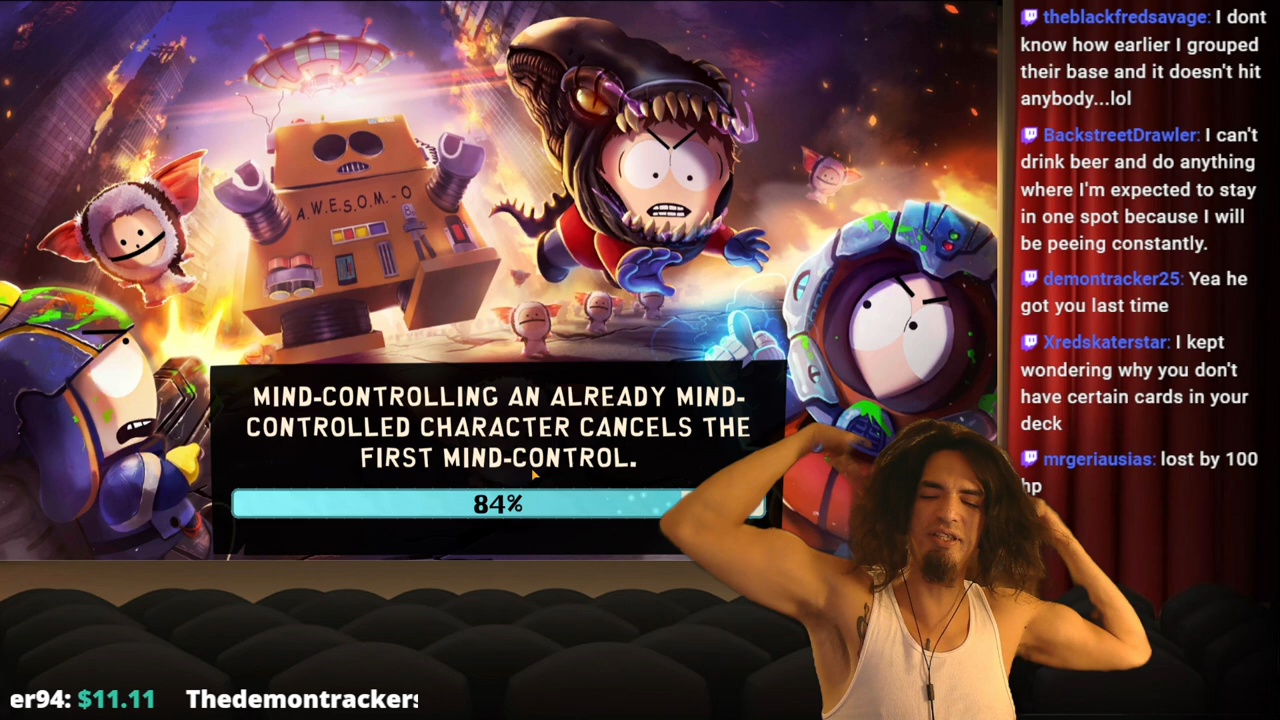 A.W.E.S.O.M.-O
MIND-CONTROLLING AN ALREADY MIND-
CONTROLLED CHARACTER CANCELS THE
FIRST MIND-CONTROL.
84%
theblackfredsavage: I dont
know how earlier I grouped
their base and it doesn't hit
anybody...lol
BackstreetDrawler: I can't
drink beer and do anything
where I'm expected to stay
in one spot because I will
be peeing constantly.
demontracker25: Yea he
got you last time
Xredskaterstar: I kept
wondering why you don't
have certain cards in your
deck
mrgeriausias: lost by 100
hp
er94: $11.11 Thedemontrackers